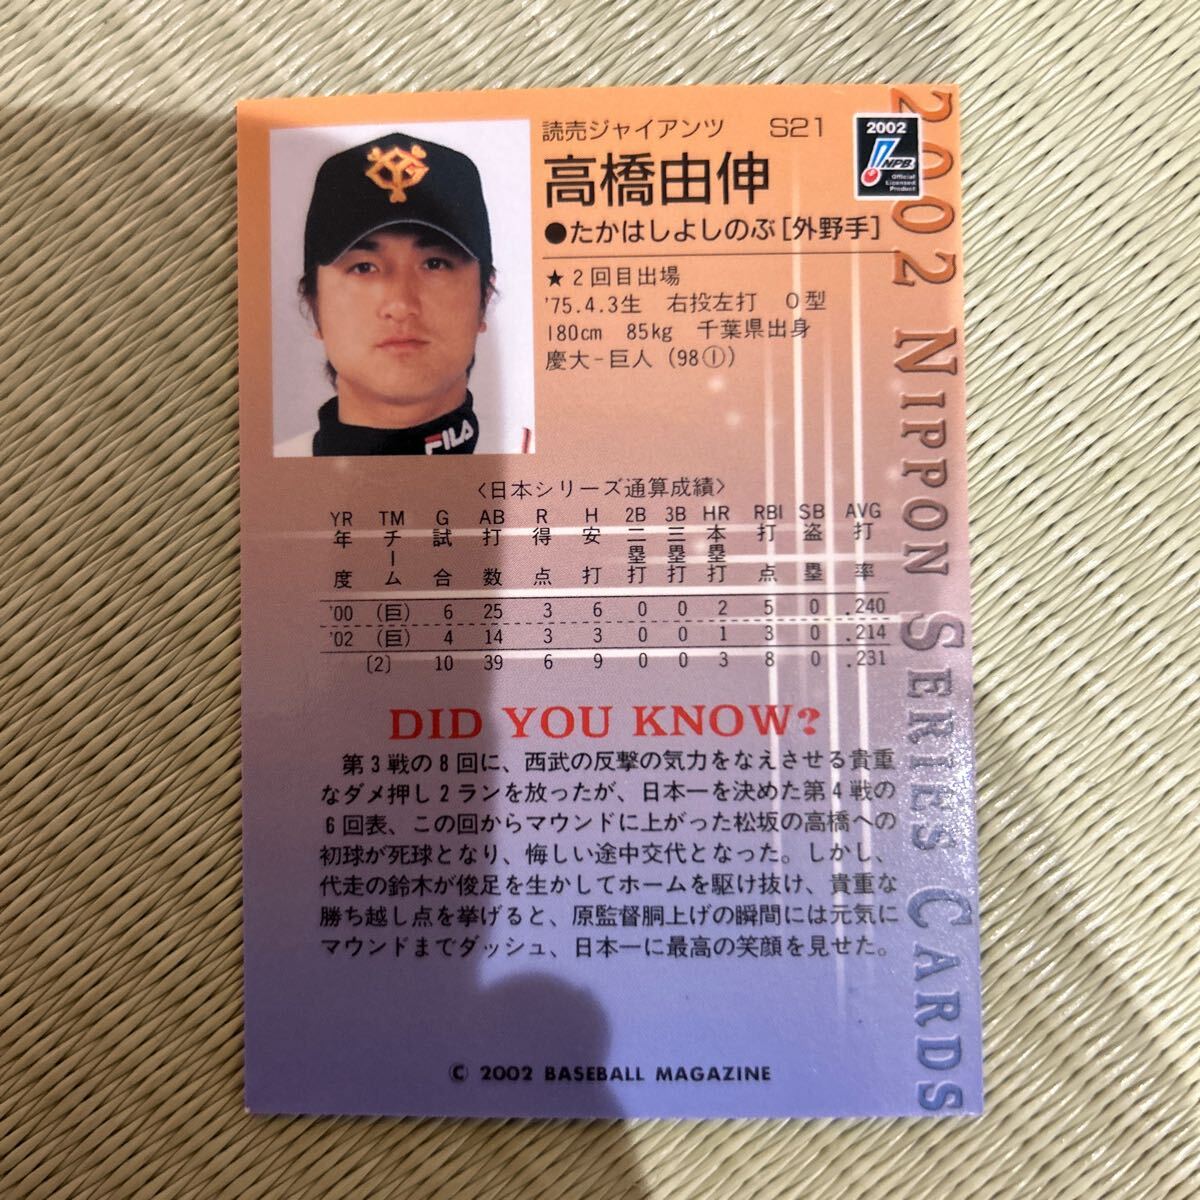 読売ジャイアンツ S21
高橋由伸
●たかはしよしのぶ［外野手］
★2回目出場
'75.4.3生 右投左打 O型
180cm 85kg 千葉県出身
慶大－巨人（98①）
2002
NPB
Official
Licensed
Product
FILA
〈日本シリーズ通算成績〉
YR TM G AB R H 2B 3B HR RBI SB AVG
年度 チーム 試合 打数 得点 安打 二塁打 三塁打 本塁打 打点 盗塁 打率
'00 （巨） 6 25 3 6 0 0 2 5 0 .240
'02 （巨） 4 14 3 3 0 0 1 3 0 .214
〔2〕 10 39 6 9 0 0 3 8 0 .231
DID YOU KNOW?
第3戦の8回に、西武の反撃の気力をなえさせる貴重
なダメ押し2ランを放ったが、日本一を決めた第4戦の
6回表、この回からマウンドに上がった松坂の高橋への
初球が死球となり、悔しい途中交代となった。しかし、
代走の鈴木が俊足を生かしてホームを駆け抜け、貴重な
勝ち越し点を挙げると、原監督胴上げの瞬間には元気に
マウンドまでダッシュ、日本一に最高の笑顔を見せた。
© 2002 BASEBALL MAGAZINE
2002 NIPPON SERIES CARDS